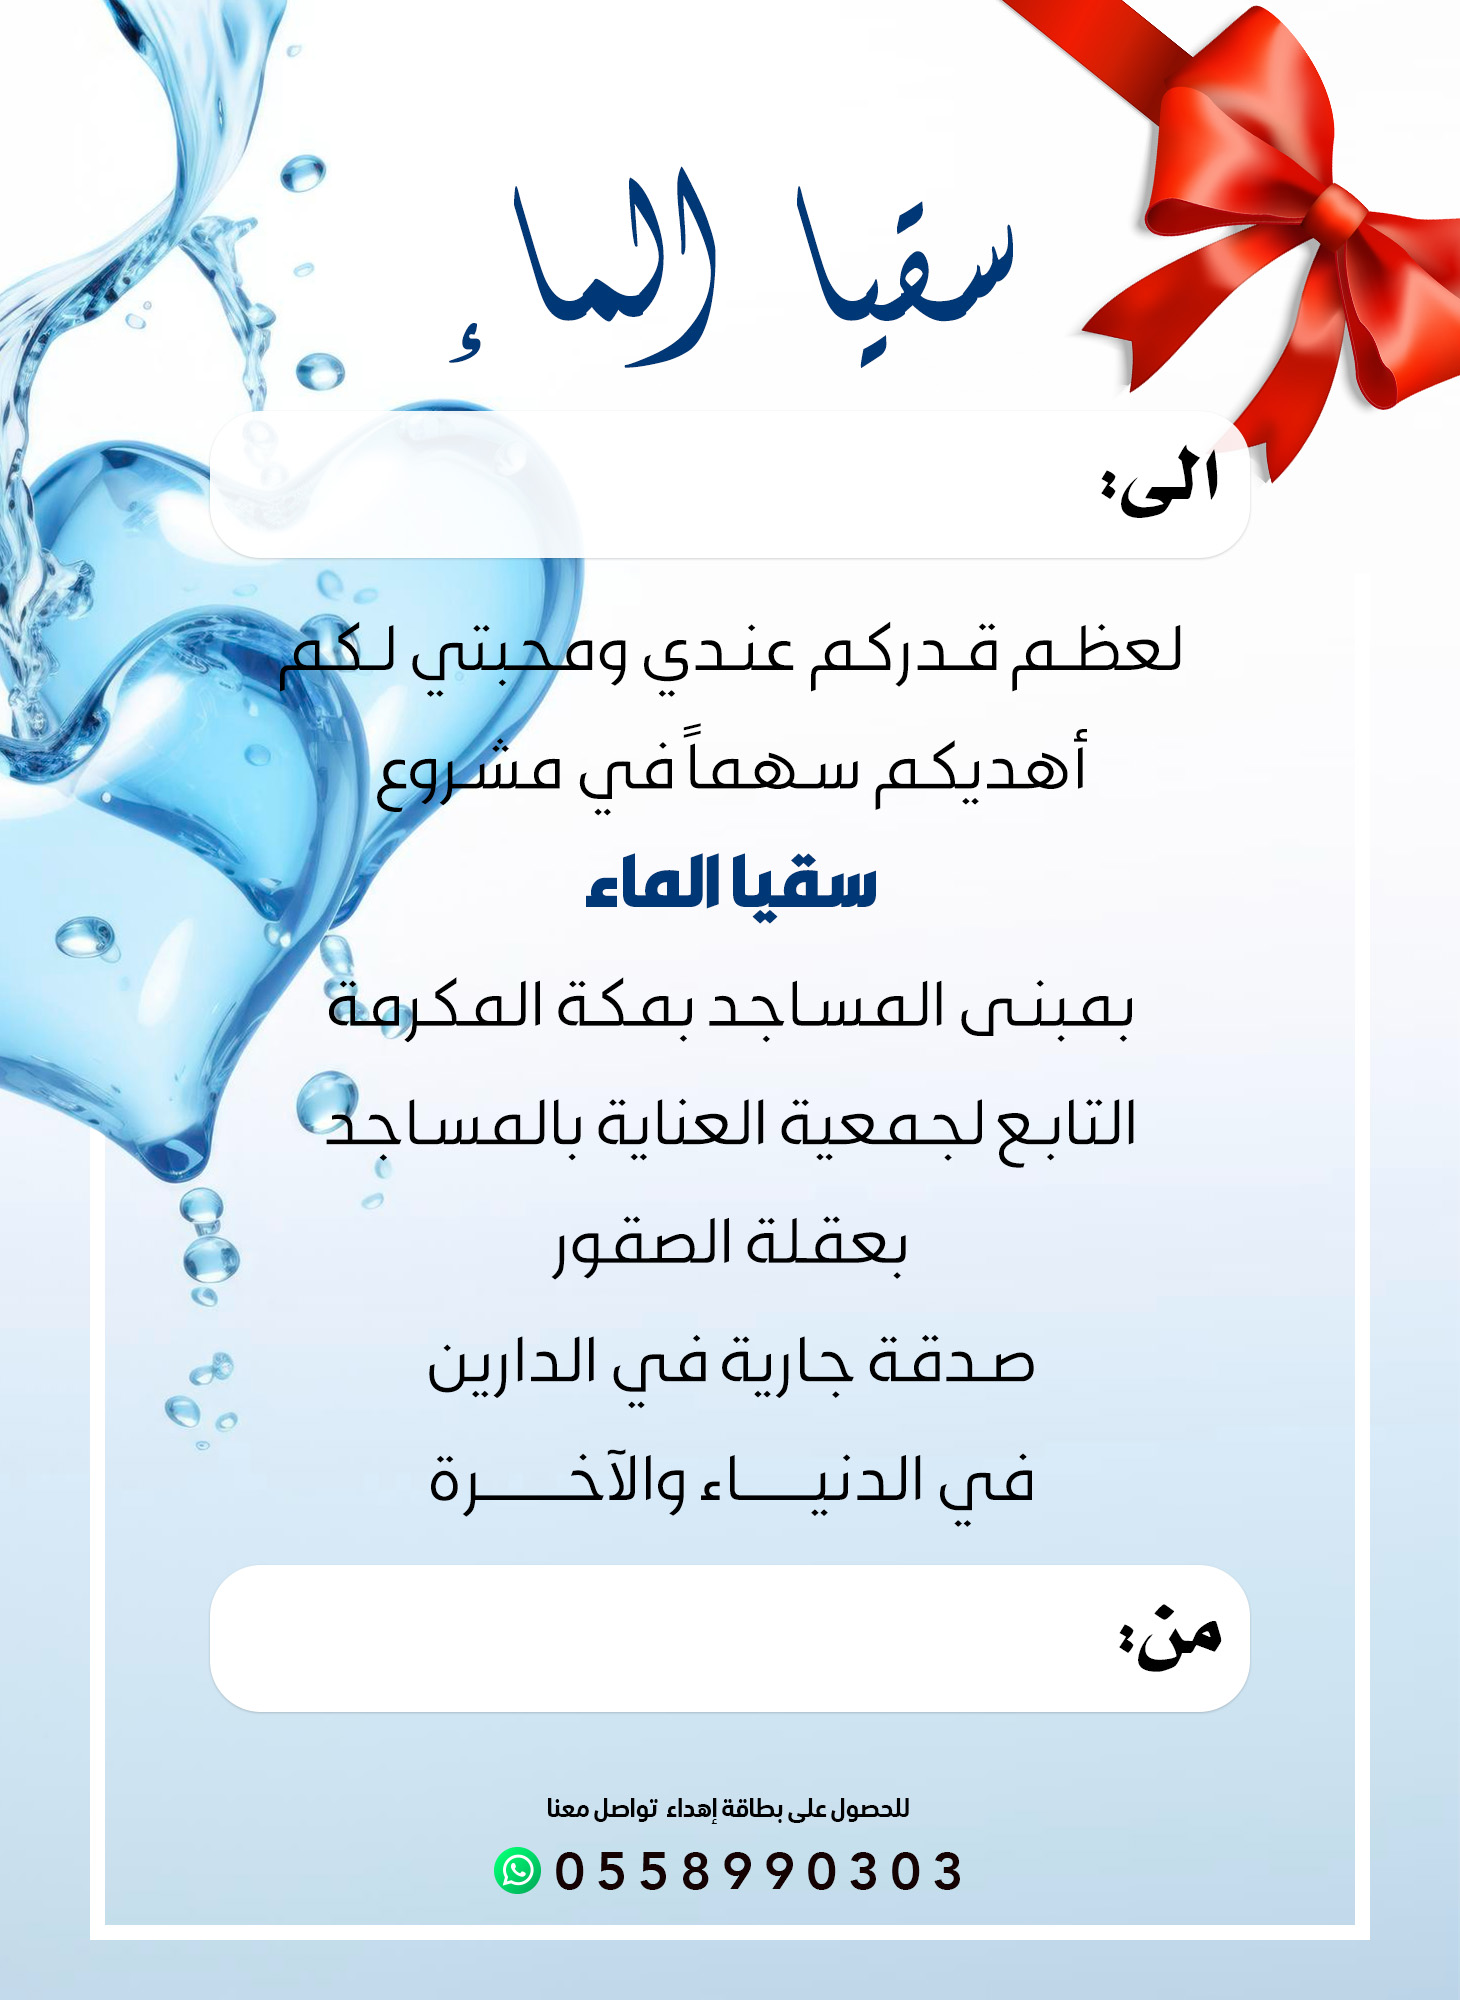 سقيا الماء
الى:
لعظم قدركم عندي ومحبتي لكم
أهديكم سهماً في مشروع
سقيا الماء
بمبنى المساجد بمكة المكرمة
التابع لجمعية العناية بالمساجد
بعقلة الصقور
صدقة جارية في الدارين
في الدنيـــاء والآخـــرة
من:
للحصول على بطاقة إهداء تواصل معنا
0558990303